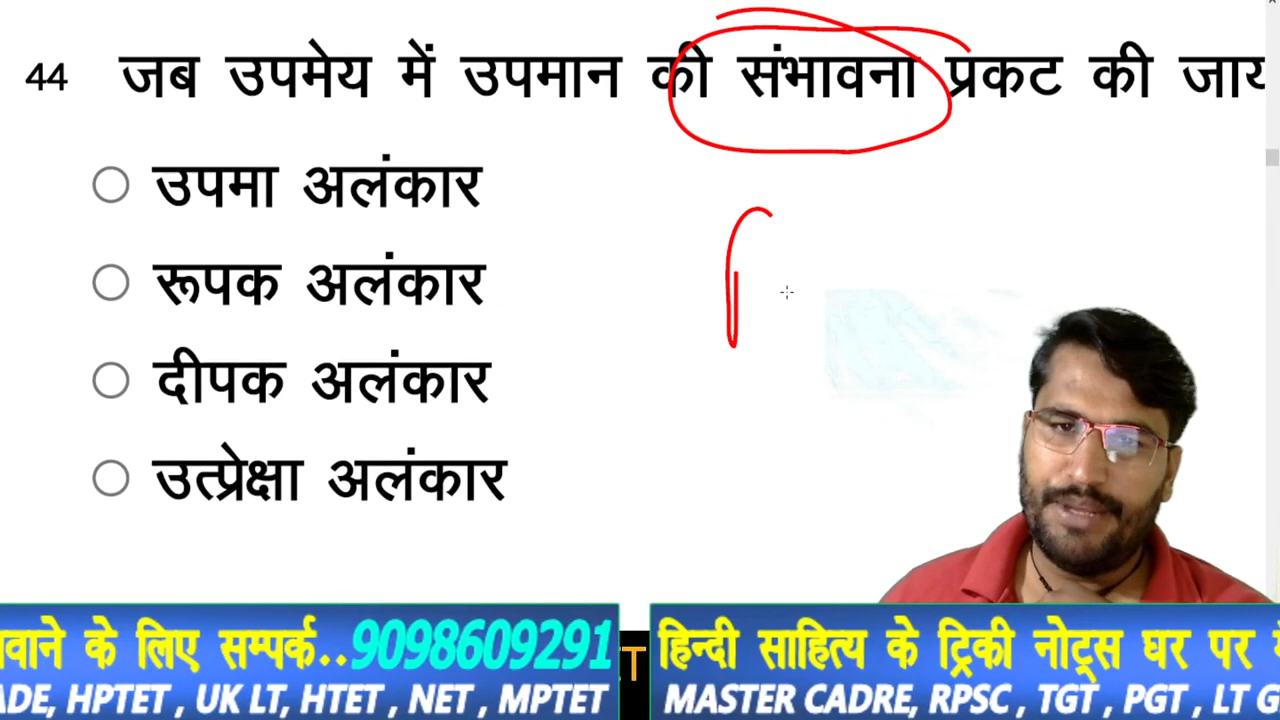 44 जब उपमेय में उपमान की संभावना प्रकट की जाय
उपमा अलंकार
रूपक अलंकार
दीपक अलंकार
उत्प्रेक्षा अलंकार
के लिए सम्पर्क..9098609291
हिन्दी साहित्य के ट्रिकी नोट्स घर पर
HPTET , UK LT, HTET , NET , MPTET
MASTER CADRE, RPSC , TGT , PGT , LT